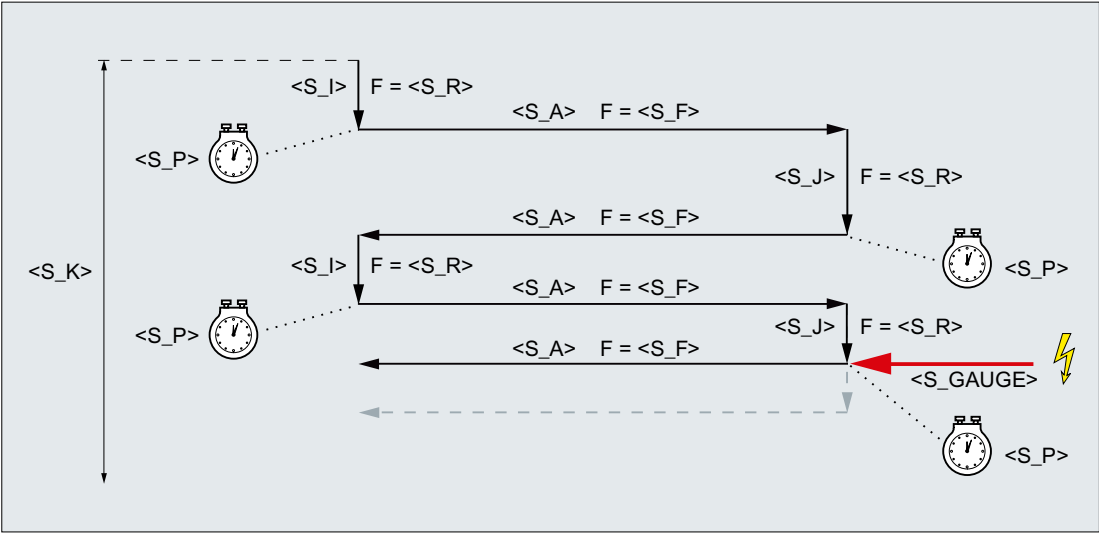 <S_I> F = <S_R>
<S_A> F = <S_F>
<S_P>
<S_J> F = <S_R>
<S_A> F = <S_F>
<S_K>
<S_I> F = <S_R>
<S_P>
<S_A> F = <S_F>
<S_P>
<S_J> F = <S_R>
<S_A> F = <S_F>
<S_GAUGE>
<S_P>